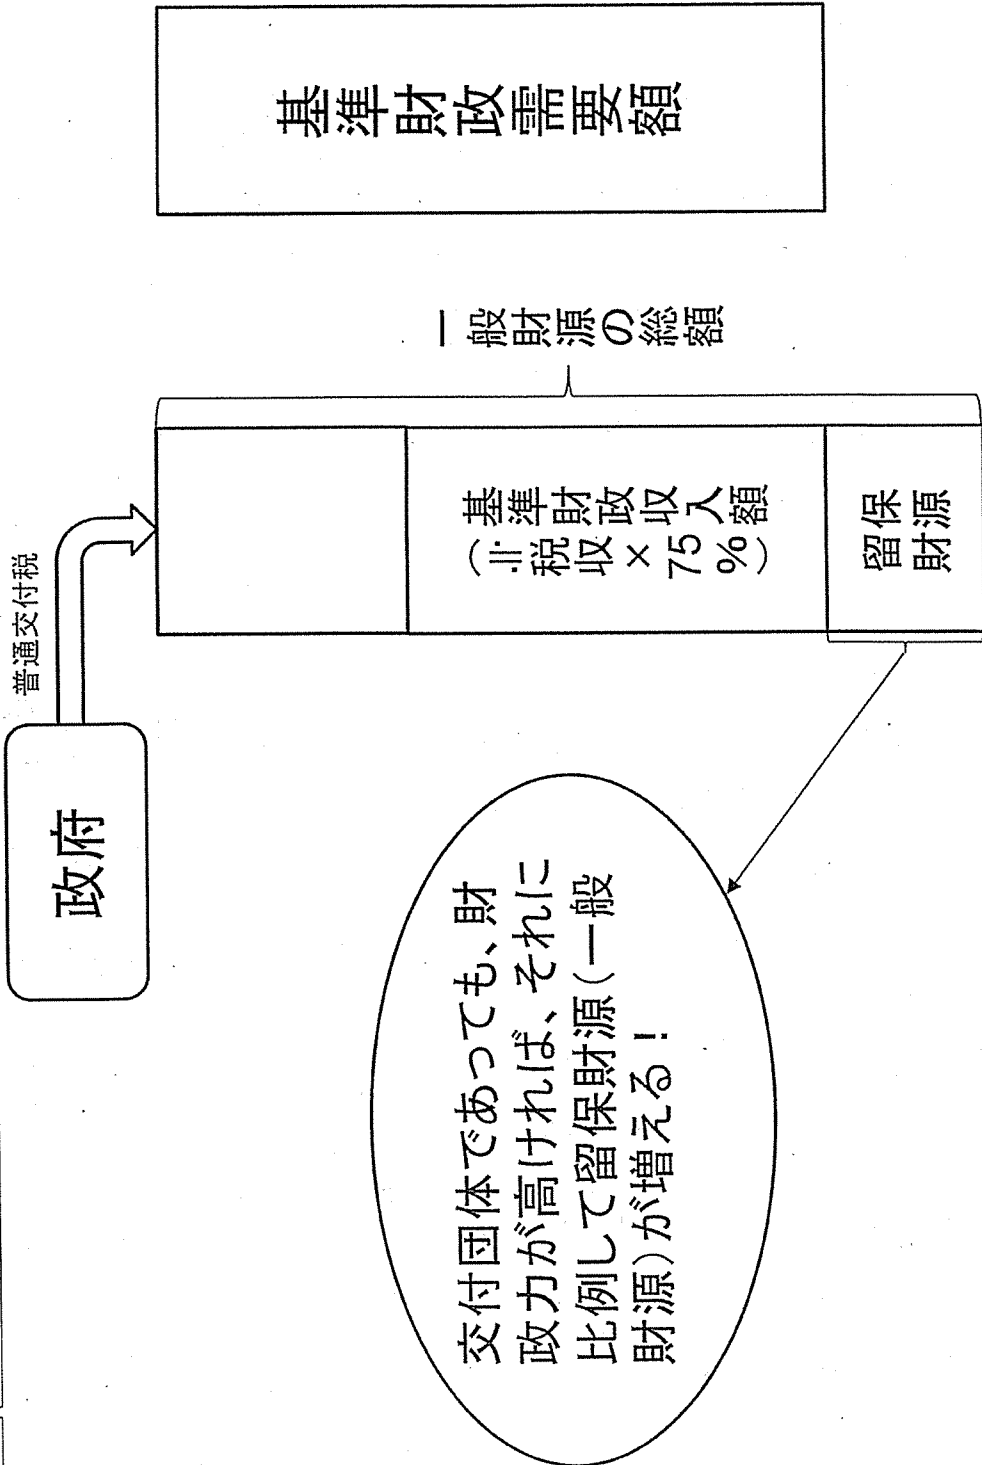 政府
普通交付税
基準財政収入額
(≒税収×75%)
留保
財源
一般財源の総額
基準財政需要額
交付団体であっても、財
政力が高ければ、それに
比例して留保財源(一般
財源)が増える！